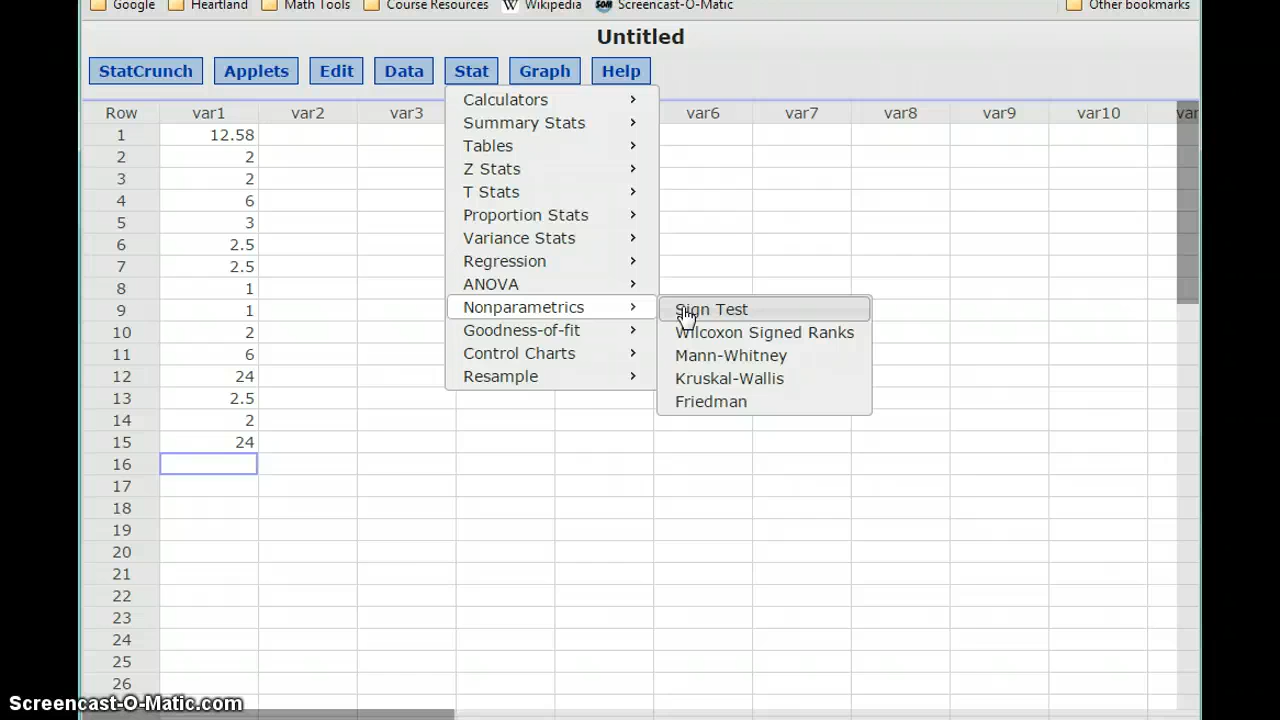 Google Heartland Math Tools Course Resources W Wikipedia SOM Screencast-O-Matic Other bookmarks
Untitled
StatCrunch Applets Edit Data Stat Graph Help
Row var1 var2 var3 var6 var7 var8 var9 var10 var
Calculators
Summary Stats
Tables
Z Stats
T Stats
Proportion Stats
Variance Stats
Regression
ANOVA
Nonparametrics
Goodness-of-fit
Control Charts
Resample
Sign Test
Wilcoxon Signed Ranks
Mann-Whitney
Kruskal-Wallis
Friedman
1 12.58
2 2
3 2
4 6
5 3
6 2.5
7 2.5
8 1
9 1
10 2
11 6
12 24
13 2.5
14 2
15 24
16
17
18
19
20
21
22
23
24
25
26
Screencast-O-Matic.com